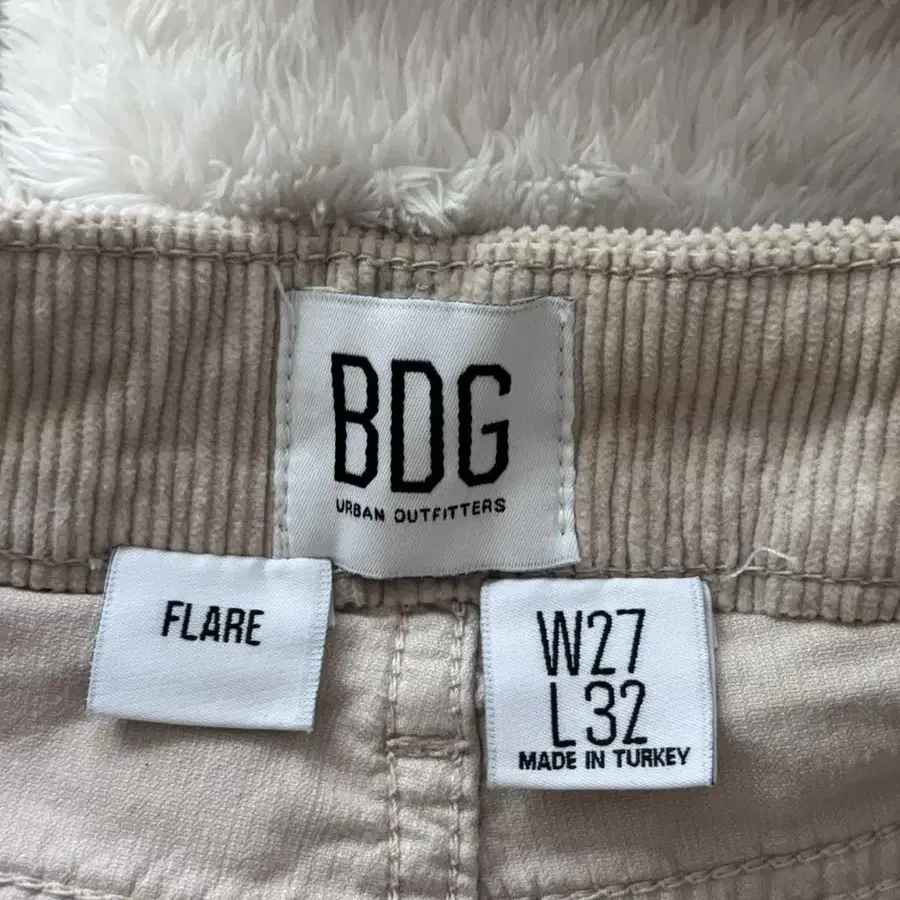 BDG
URBAN OUTFITTERS
FLARE
W27
L32
MADE IN TURKEY